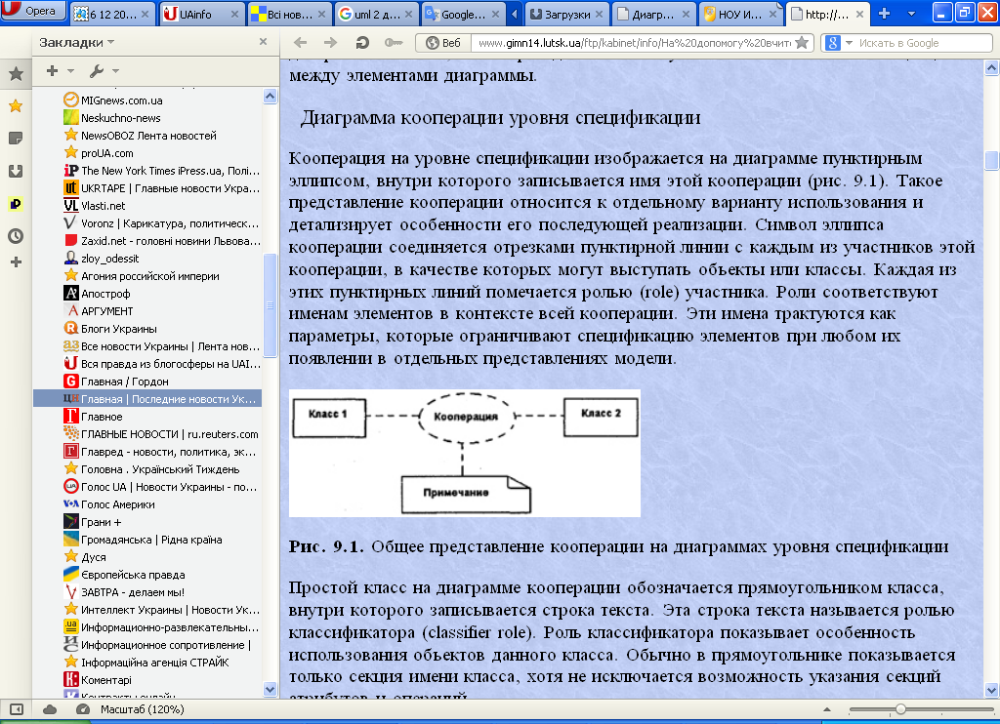 Opera
6 12 20...
UAinfo
Всі нов...
uml 2 д...
Google...
Загрузки
Диагр...
НОУ И...
http:/...
Закладки
Веб
www.gimn14.lutsk.ua/ftp/kabinet/info/На%20допомогу%20вчит
Искать в Google
MIGnews.com.ua
Neskuchno-news
NewsOBOZ Лента новостей
proUA.com
The New York Times iPress.ua, Полі...
UKRTAPE | Главные новости Укра...
Vlasti.net
Voronz | Карикатура, политическ...
Zaxid.net - головні новини Львова...
zloy_odessit
Агония российской империи
Апостроф
АРГУМЕНТ
Блоги Украины
Все новости Украины | Лента нов...
Вся правда из блогосферы на UAI...
Главная / Гордон
Главная | Последние новости Ук...
Главное
ГЛАВНЫЕ НОВОСТИ | ru.reuters.com
Главред - новости, политика, эк...
Головна . Український Тиждень
Голос UA | Новости Украины - по...
Голос Америки
Грани +
Громадянська | Рідна країна
Дуся
Європейська правда
ЗАВТРА - делаем мы!
Интеллект Украины | Новости Ук...
Информационно-развлекательны...
Информационное сопротивление |
Інформаційна агенція СТРАЙК
Коментарі
Контракты онлайн
между элементами диаграммы.
Диаграмма кооперации уровня спецификации
Кооперация на уровне спецификации изображается на диаграмме пунктирным
эллипсом, внутри которого записывается имя этой кооперации (рис. 9.1). Такое
представление кооперации относится к отдельному варианту использования и
детализирует особенности его последующей реализации. Символ эллипса
кооперации соединяется отрезками пунктирной линии с каждым из участников этой
кооперации, в качестве которых могут выступать объекты или классы. Каждая из
этих пунктирных линий помечается ролью (role) участника. Роли соответствуют
именам элементов в контексте всей кооперации. Эти имена трактуются как
параметры, которые ограничивают спецификацию элементов при любом их
появлении в отдельных представлениях модели.
Класс 1
Кооперация
Класс 2
Примечание
Рис. 9.1. Общее представление кооперации на диаграммах уровня спецификации
Простой класс на диаграмме кооперации обозначается прямоугольником класса,
внутри которого записывается строка текста. Эта строка текста называется ролью
классификатора (classifier role). Роль классификатора показывает особенность
использования объектов данного класса. Обычно в прямоугольнике показывается
только секция имени класса, хотя не исключается возможность указания секций
атрибутов и операций.
Масштаб (120%)